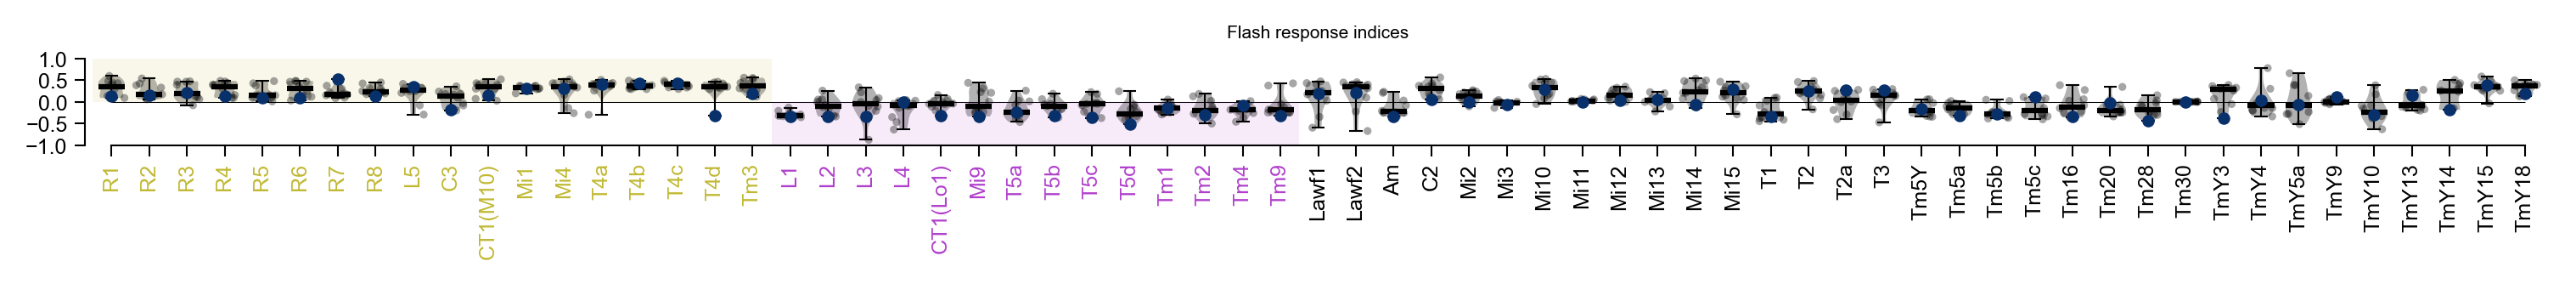 Flash response indices
1.0
0.5
0.0
−0.5
−1.0
R1
R2
R3
R4
R5
R6
R7
R8
L5
C3
CT1(M10)
Mi1
Mi4
T4a
T4b
T4c
T4d
Tm3
L1
L2
L3
L4
CT1(Lo1)
Mi9
T5a
T5b
T5c
T5d
Tm1
Tm2
Tm4
Tm9
Lawf1
Lawf2
Am
C2
Mi2
Mi3
Mi10
Mi11
Mi12
Mi13
Mi14
Mi15
T1
T2
T2a
T3
Tm5Y
Tm5a
Tm5b
Tm5c
Tm16
Tm20
Tm28
Tm30
TmY3
TmY4
TmY5a
TmY9
TmY10
TmY13
TmY14
TmY15
TmY18